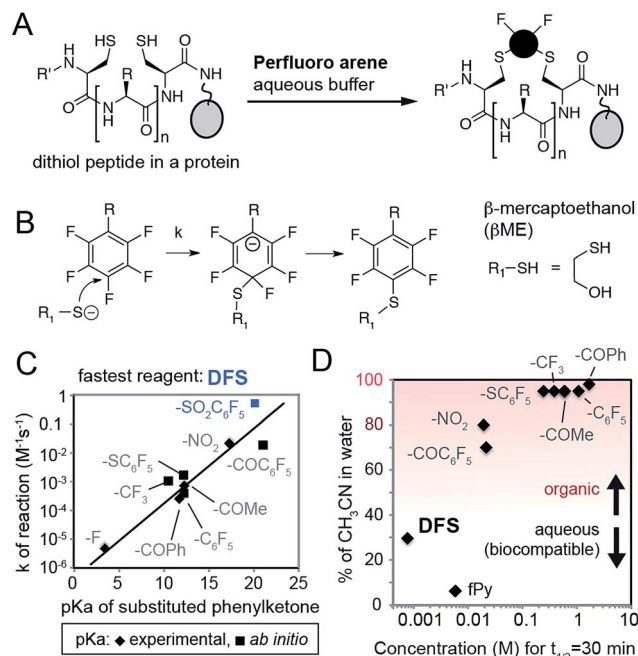 A
HS
SH
O
N
H
R'
O
R
H
N
N
H
O
NH
O
n
dithiol peptide in a protein
Perfluoro arene
aqueous buffer
F
F
S
S
O
N
H
R'
O
R
H
N
N
H
O
NH
O
n
B
R
F
F
F
F
F
R1-S⊖
k
R
F
F
F
F
F
⊖
S
R1
R
F
F
F
F
S
R1
β-mercaptoethanol
(βME)
R1-SH =
SH
OH
C
fastest reagent: DFS
k of reaction (M-1s-1)
1
0.1
10-2
10-3
10-4
10-5
10-6
-SO2C6F5
-NO2
-COC6F5
-SC6F5
-CF3
-COMe
-F
-C6F5
-COPh
0 5 10 15 20 25
pKa of substituted phenylketone
pKa: ◆ experimental, ■ ab initio
D
% of CH3CN in water
100
80
60
40
20
0
-COPh
-CF3
-SC6F5
-C6F5
-COMe
-NO2
-COC6F5
organic
aqueous
(biocompatible)
DFS
fPy
0.001 0.01 0.1 1 10
Concentration (M) for t1/2=30 min